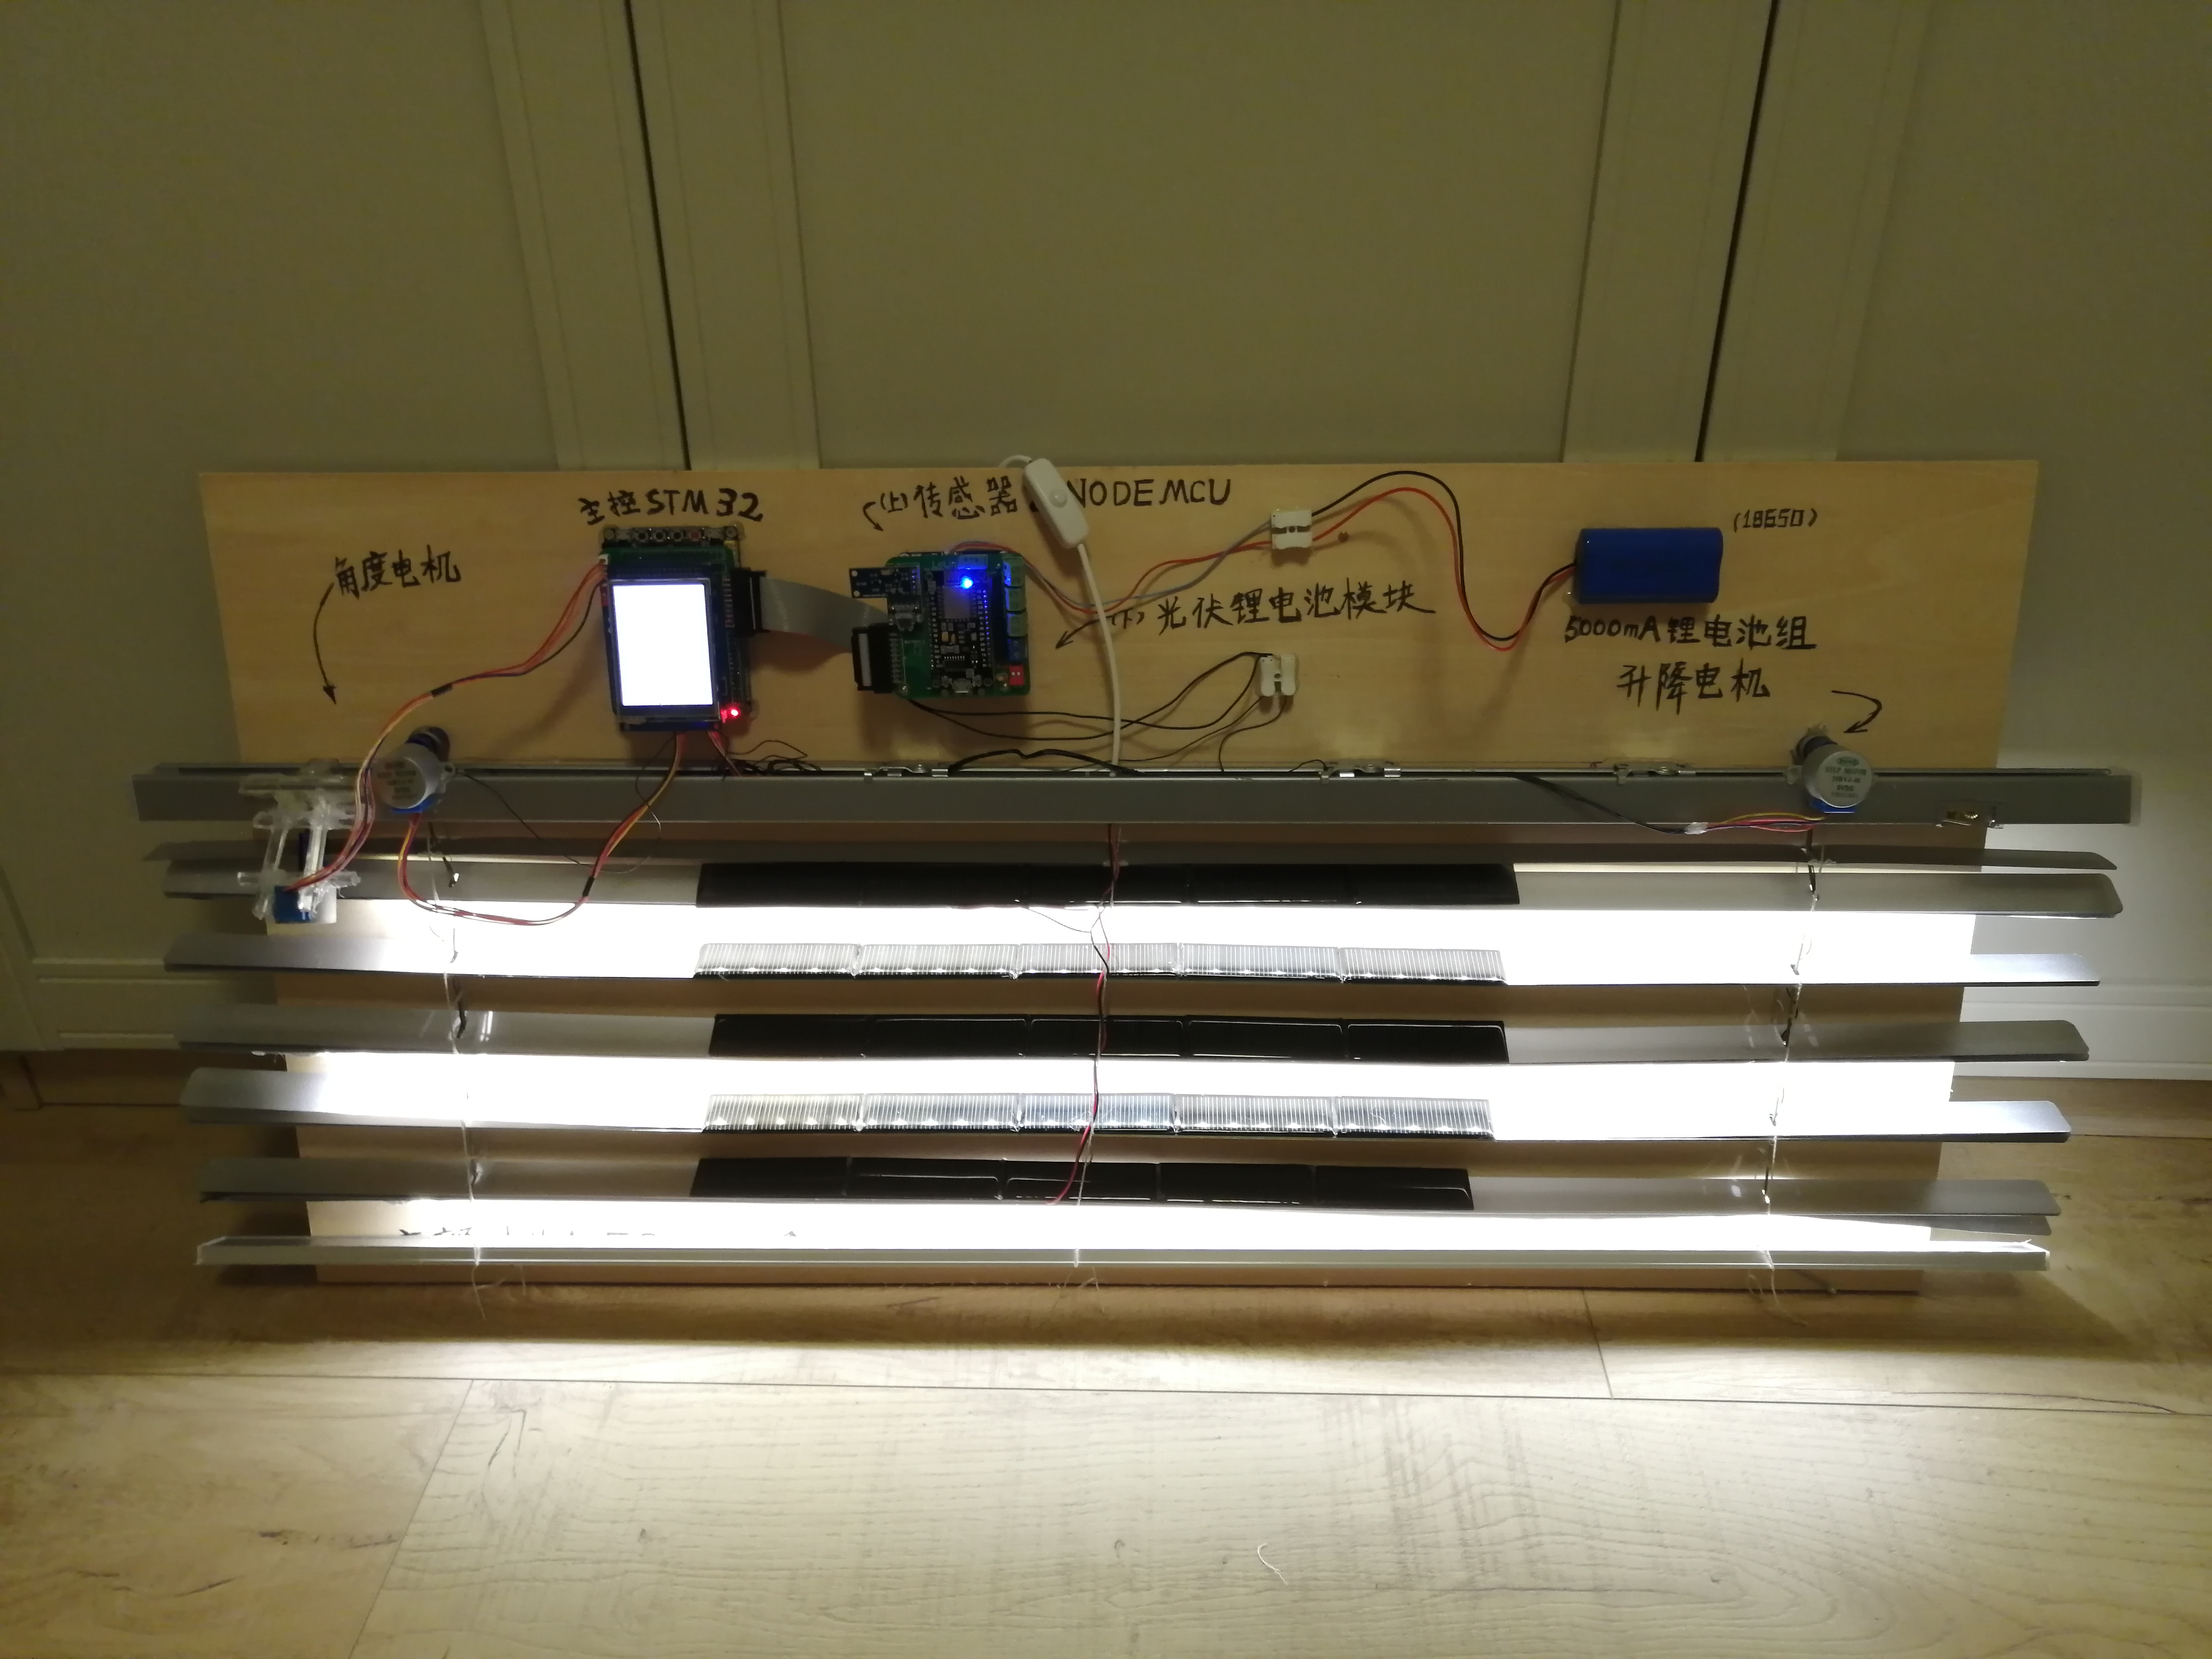 主控STM32
(上)传感器 NODEMCU
(18650)
角度电机
(下)光伏锂电池模块
5000mA锂电池组
升降电机